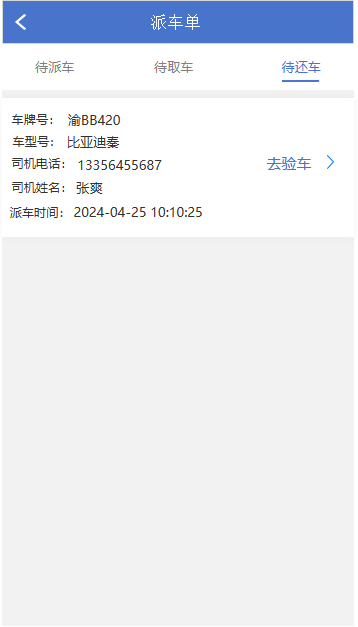 派车单
待派车 待取车 待还车
车牌号： 渝BB420
车型号： 比亚迪秦
司机电话： 13356455687
去验车
司机姓名： 张爽
派车时间： 2024-04-25 10:10:25